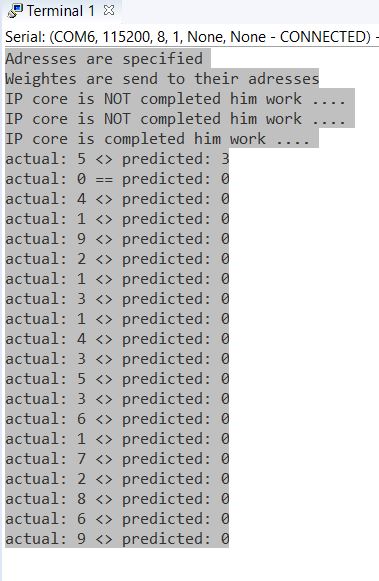 Terminal 1
Serial: (COM6, 115200, 8, 1, None, None - CONNECTED) -
Adresses are specified
Weightes are send to their adresses
IP core is NOT completed him work ....
IP core is NOT completed him work ....
IP core is completed him work ....
actual: 5 <> predicted: 3
actual: 0 == predicted: 0
actual: 4 <> predicted: 0
actual: 1 <> predicted: 0
actual: 9 <> predicted: 0
actual: 2 <> predicted: 0
actual: 1 <> predicted: 0
actual: 3 <> predicted: 0
actual: 1 <> predicted: 0
actual: 4 <> predicted: 0
actual: 3 <> predicted: 0
actual: 5 <> predicted: 0
actual: 3 <> predicted: 0
actual: 6 <> predicted: 0
actual: 1 <> predicted: 0
actual: 7 <> predicted: 0
actual: 2 <> predicted: 0
actual: 8 <> predicted: 0
actual: 6 <> predicted: 0
actual: 9 <> predicted: 0